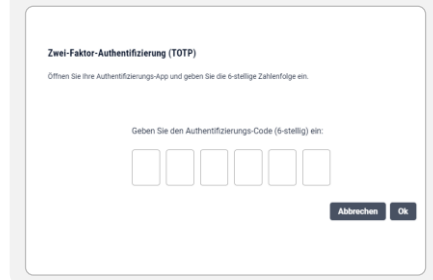 Zwei-Faktor-Authentifizierung (TOTP)
Öffnen Sie Ihre Authentifizierungs-App und geben Sie die 6-stellige Zahlenfolge ein.
Geben Sie den Authentifizierungs-Code (6-stellig) ein:
Abbrechen Ok